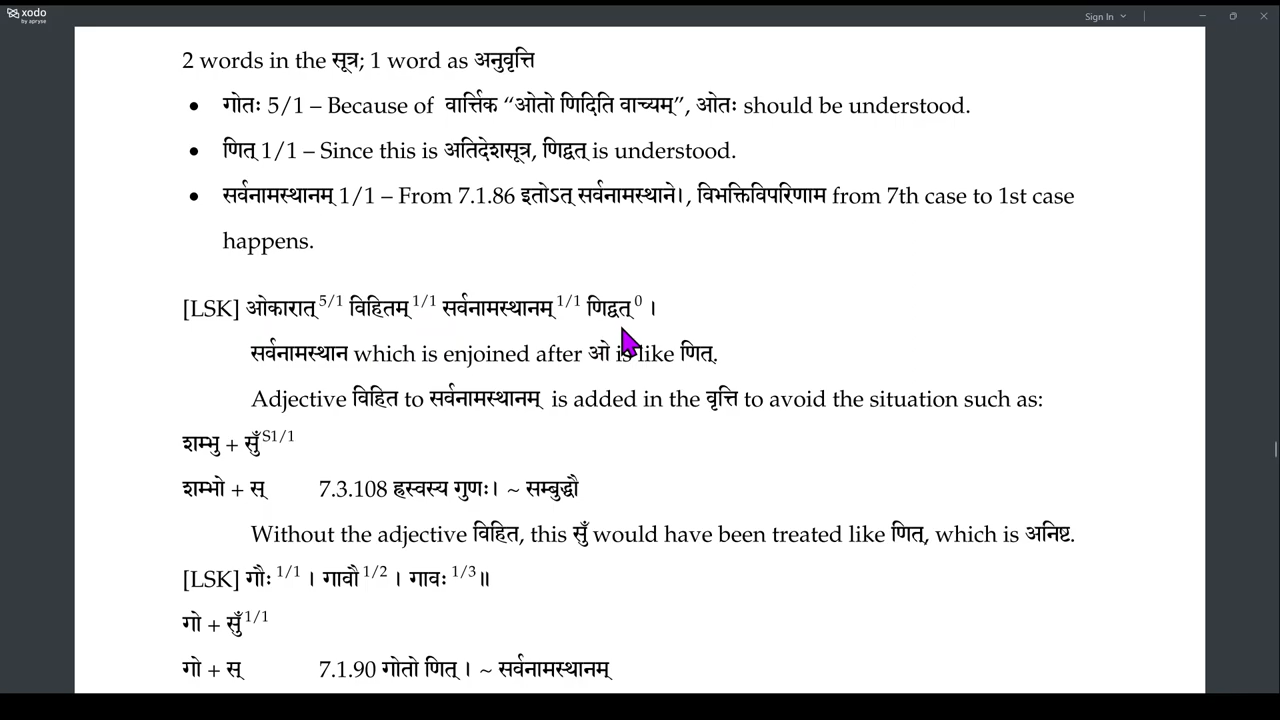 xodo
by apryse
Sign In
2 words in the सूत्र; 1 word as अनुवृत्ति
• गोतः 5/1 – Because of वार्त्तिक “ओतो णिदिति वाच्यम्”, ओतः should be understood.
• णित् 1/1 – Since this is अतिदेशसूत्र, णिद्वत् is understood.
• सर्वनामस्थानम् 1/1 – From 7.1.86 इतोऽत् सर्वनामस्थाने।, विभक्तिविपरिणाम from 7th case to 1st case
happens.
[LSK] ओकारात् 5/1 विहितम् 1/1 सर्वनामस्थानम् 1/1 णिद्वत् 0 ।
सर्वनामस्थान which is enjoined after ओ is like णित्.
Adjective विहित to सर्वनामस्थानम् is added in the वृत्ति to avoid the situation such as:
शम्भु + सुँ S1/1
शम्भो + स् 7.3.108 ह्रस्वस्य गुणः। ~ सम्बुद्धौ
Without the adjective विहित, this सुँ would have been treated like णित्, which is अनिष्ट.
[LSK] गौः 1/1 । गावौ 1/2 । गावः 1/3 ॥
गो + सुँ 1/1
गो + स् 7.1.90 गोतो णित् । ~ सर्वनामस्थानम्